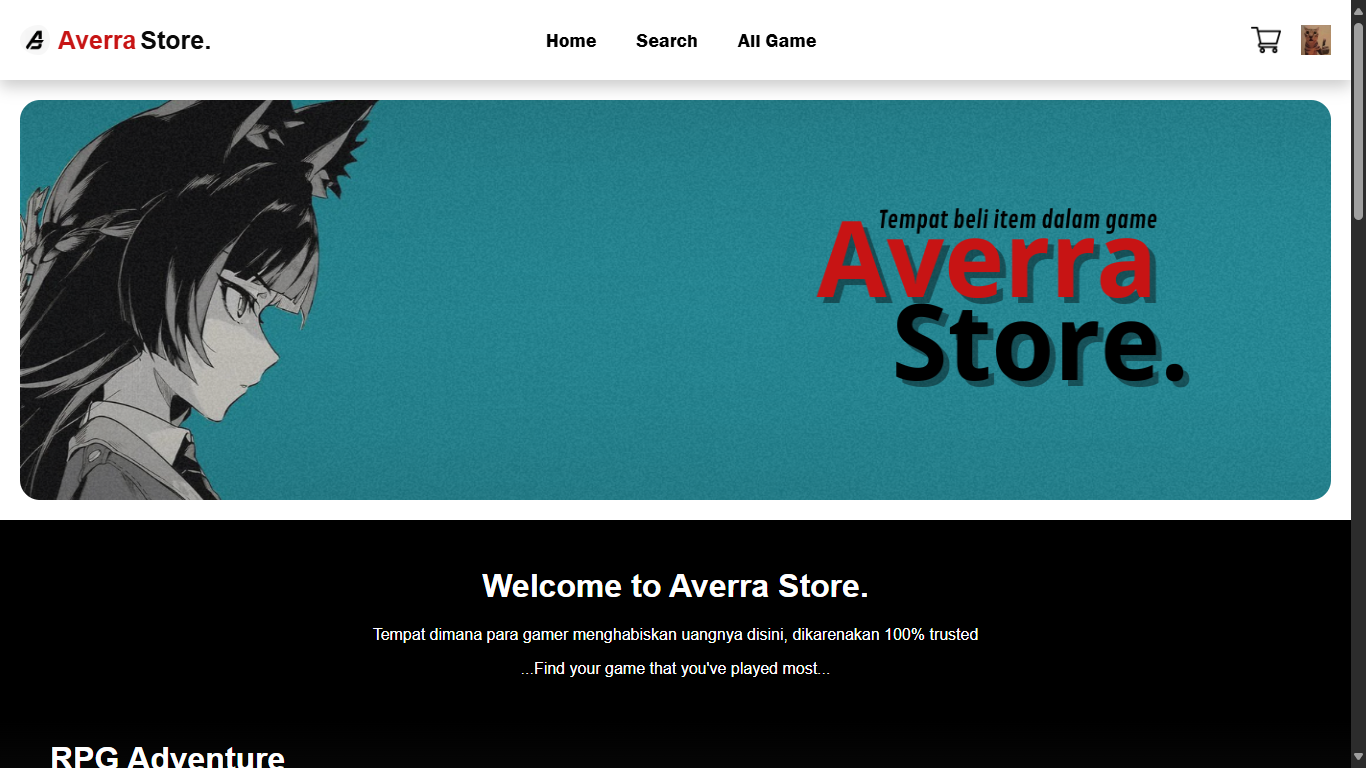 Averra Store.
Home
Search
All Game
Tempat beli item dalam game
Averra
Store.
Welcome to Averra Store.
Tempat dimana para gamer menghabiskan uangnya disini, dikarenakan 100% trusted
...Find your game that you've played most...
RPG Adventure